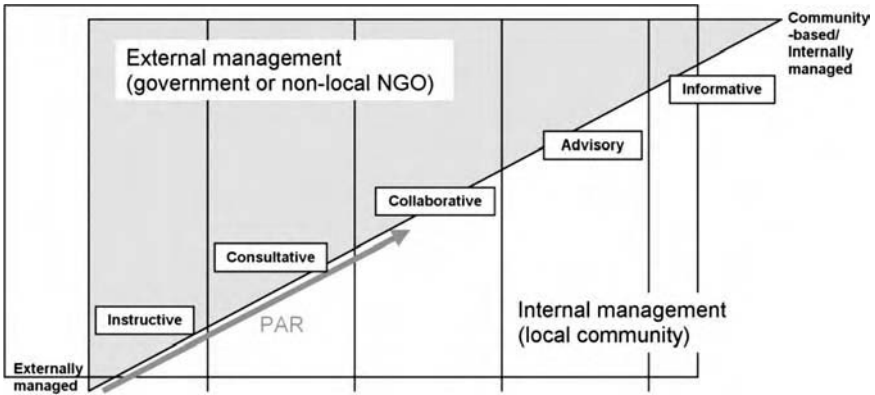 External management
(government or non-local NGO)
Community
-based/
Internally
managed
Informative
Advisory
Collaborative
Consultative
Instructive
PAR
Internal management
(local community)
Externally
managed